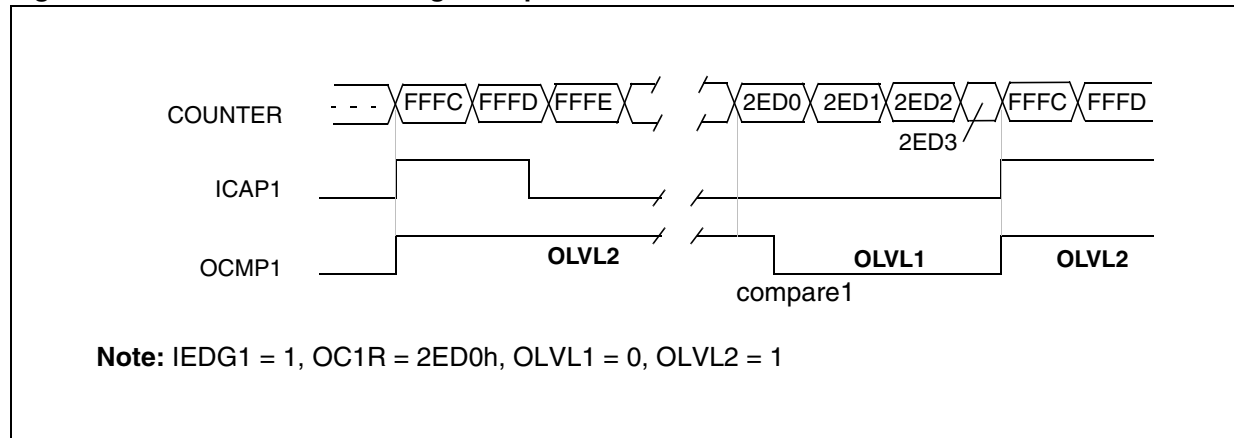 COUNTER - - - FFFC FFFD FFFE 2ED0 2ED1 2ED2 2ED3 FFFC FFFD
ICAP1
OCMP1 OLVL2 OLVL1 OLVL2
compare1
Note: IEDG1 = 1, OC1R = 2ED0h, OLVL1 = 0, OLVL2 = 1